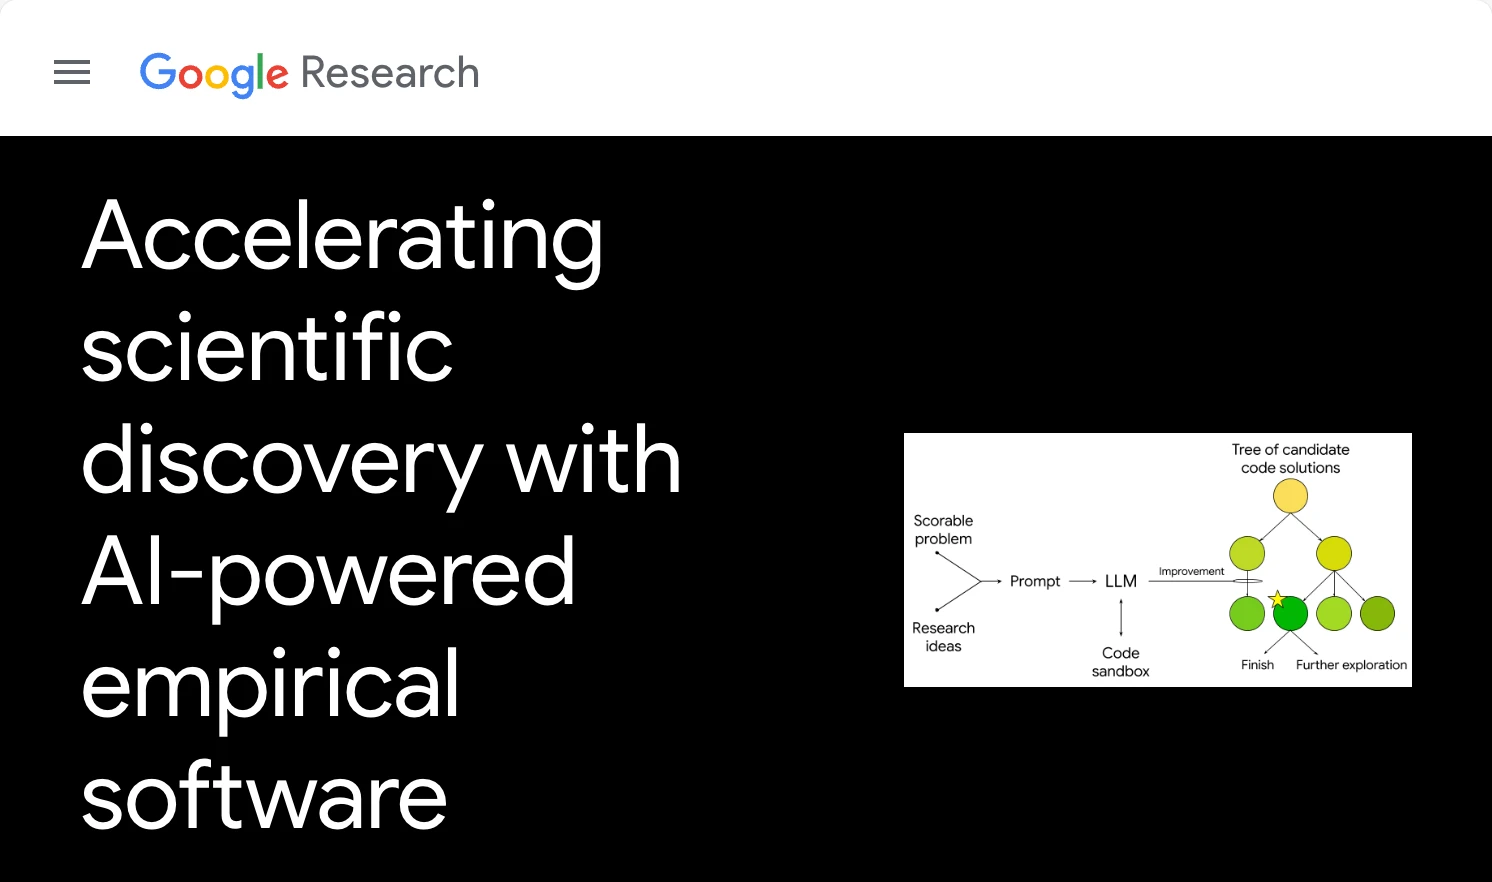 Google Research
Accelerating
scientific
discovery with
AI-powered
empirical
software
Tree of candidate
code solutions
Scorable
problem
Prompt
LLM
Improvement
Research
ideas
Code
sandbox
Finish
Further exploration